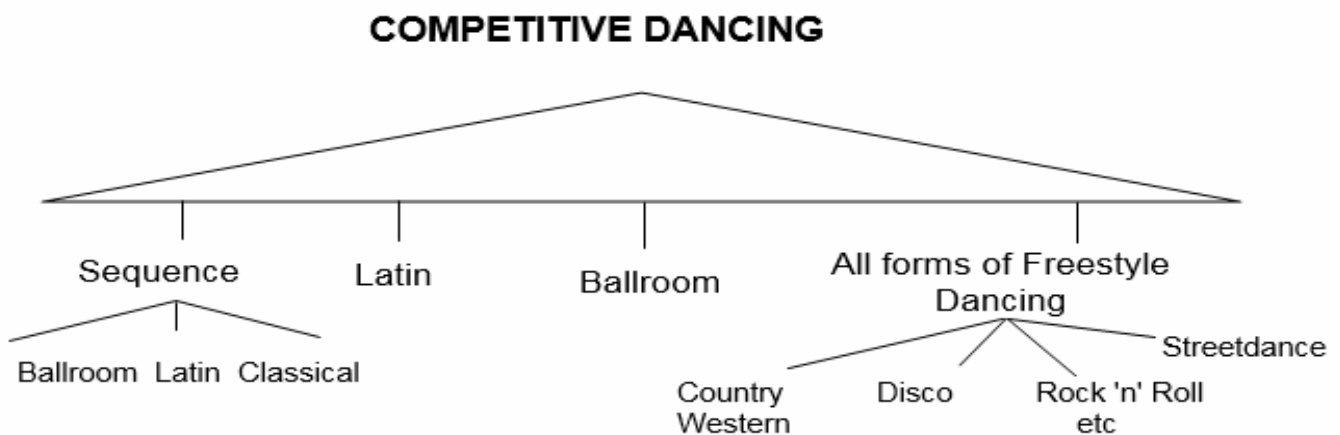 COMPETITIVE DANCING
Sequence
Latin
Ballroom
All forms of Freestyle
Dancing
Ballroom Latin Classical
Country
Western
Disco
Rock 'n' Roll
etc
Streetdance